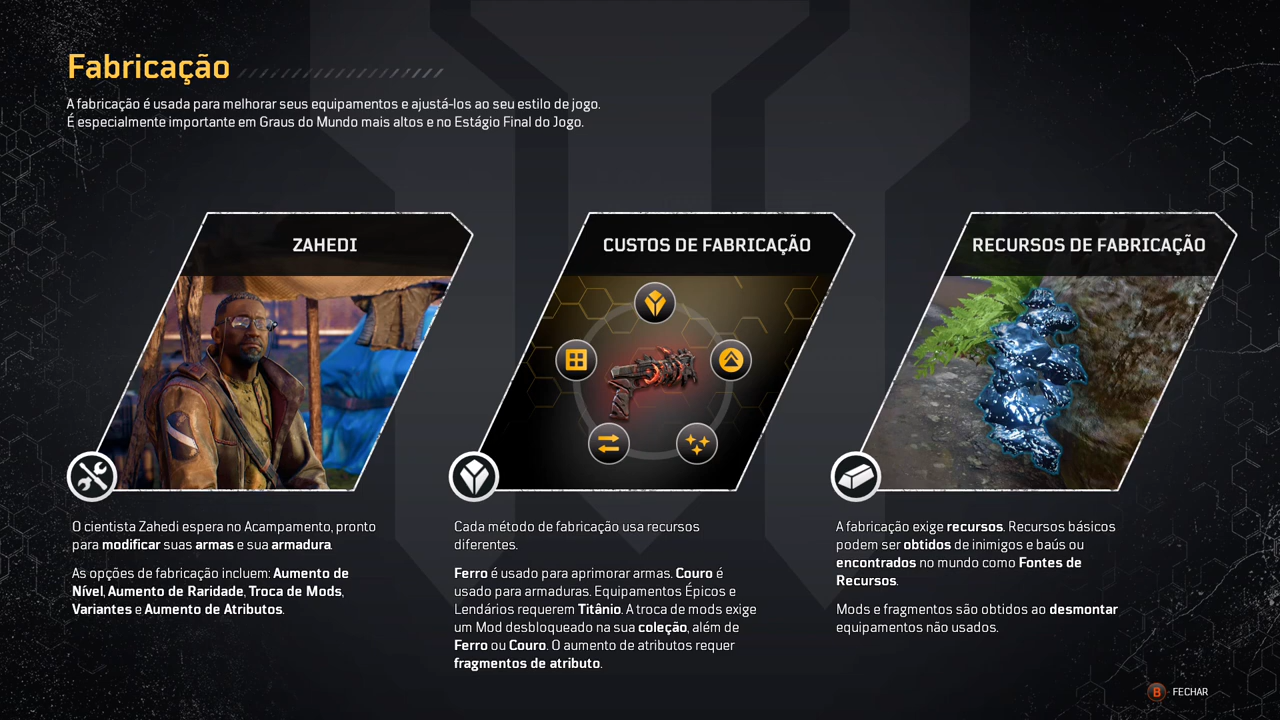 Fabricação
A fabricação é usada para melhorar seus equipamentos e ajustá-los ao seu estilo de jogo.
É especialmente importante em Graus do Mundo mais altos e no Estágio Final do Jogo.
ZAHEDI
O cientista Zahedi espera no Acampamento, pronto
para modificar suas armas e sua armadura.
As opções de fabricação incluem: Aumento de
Nível, Aumento de Raridade, Troca de Mods,
Variantes e Aumento de Atributos.
CUSTOS DE FABRICAÇÃO
Cada método de fabricação usa recursos
diferentes.
Ferro é usado para aprimorar armas. Couro é
usado para armaduras. Equipamentos Épicos e
Lendários requerem Titânio. A troca de mods exige
um Mod desbloqueado na sua coleção, além de
Ferro ou Couro. O aumento de atributos requer
fragmentos de atributo.
RECURSOS DE FABRICAÇÃO
A fabricação exige recursos. Recursos básicos
podem ser obtidos de inimigos e baús ou
encontrados no mundo como Fontes de
Recursos.
Mods e fragmentos são obtidos ao desmontar
equipamentos não usados.
B FECHAR